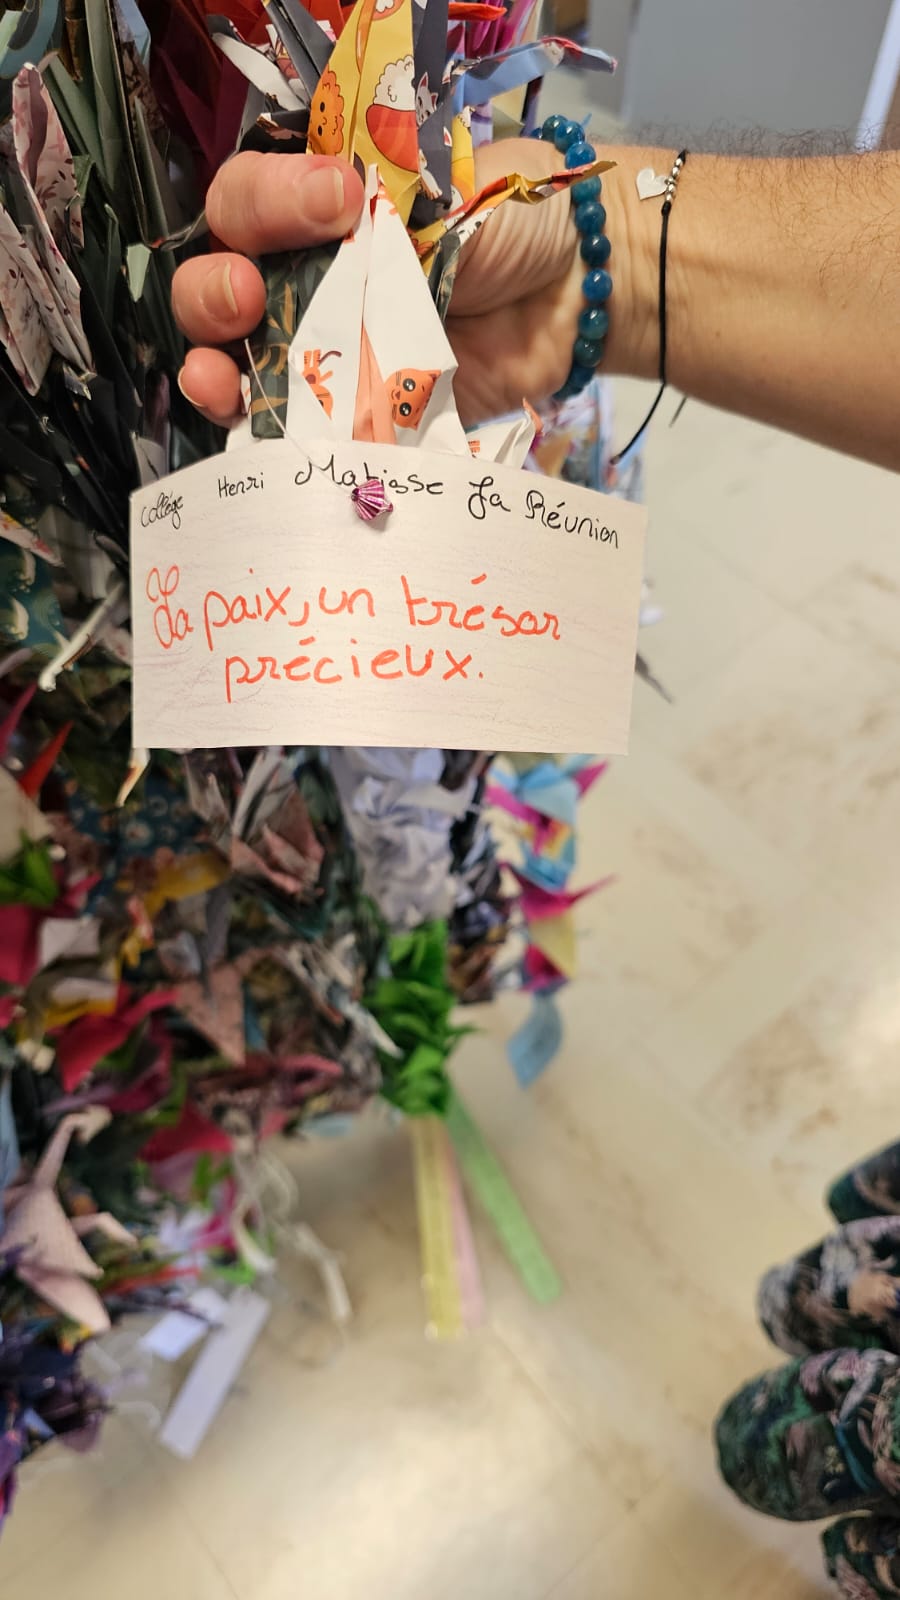 Collège Henri Matisse La Réunion
La paix, un trésor
précieux.